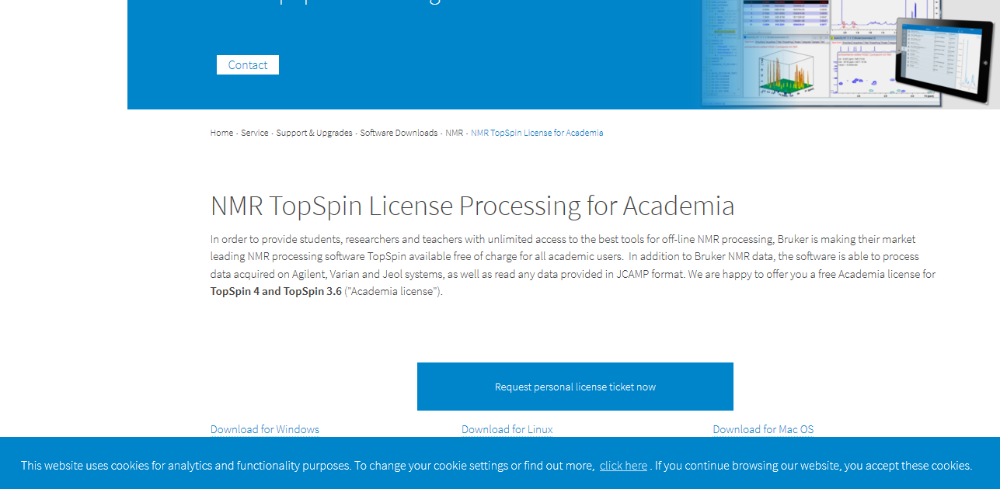 Contact
Home · Service · Support & Upgrades · Software Downloads · NMR · NMR TopSpin License for Academia
NMR TopSpin License Processing for Academia
In order to provide students, researchers and teachers with unlimited access to the best tools for off-line NMR processing, Bruker is making their market
leading NMR processing software TopSpin available free of charge for all academic users. In addition to Bruker NMR data, the software is able to process
data acquired on Agilent, Varian and Jeol systems, as well as read any data provided in JCAMP format. We are happy to offer you a free Academia license for
TopSpin 4 and TopSpin 3.6 ("Academia license").
Request personal license ticket now
Download for Windows
Download for Linux
Download for Mac OS
This website uses cookies for analytics and functionality purposes. To change your cookie settings or find out more, click here . If you continue browsing our website, you accept these cookies.